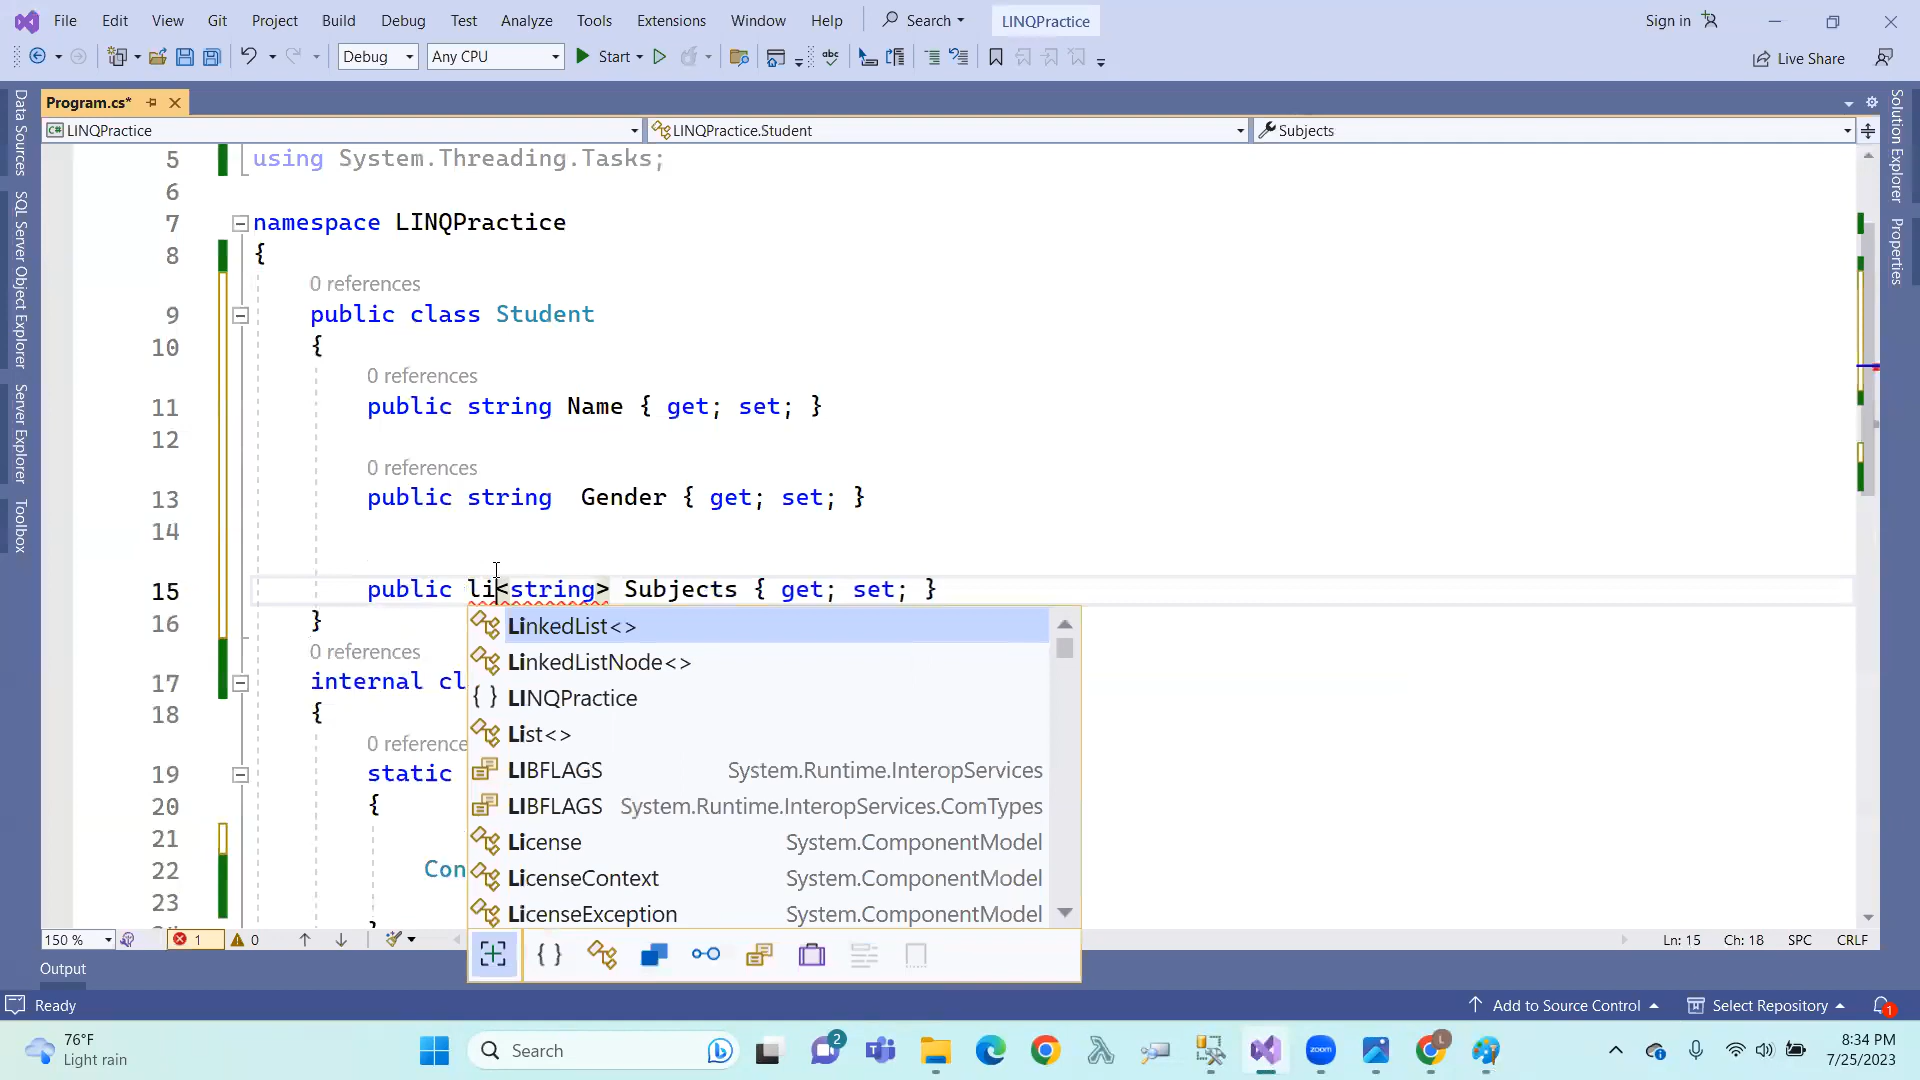 File Edit View Git Project Build Debug Test Analyze Tools Extensions Window Help Search LINQPractice Sign in
Debug Any CPU Start abc Live Share
Program.cs*
C# LINQPractice LINQPractice.Student Subjects
Data Sources
SQL Server Object Explorer
Server Explorer
Toolbox
Solution Explorer
Properties
5 using System.Threading.Tasks;
6
7 namespace LINQPractice
8 {
0 references
9 public class Student
10 {
0 references
11 public string Name { get; set; }
12
0 references
13 public string  Gender { get; set; }
14
15 public li<string> Subjects { get; set; }
16 }
0 references
17 internal cl
18 {
0 reference
19 static
20 {
21
22 Con
23
LinkedList<>
LinkedListNode<>
{ } LINQPractice
List<>
LIBFLAGS System.Runtime.InteropServices
LIBFLAGS System.Runtime.InteropServices.ComTypes
License System.ComponentModel
LicenseContext System.ComponentModel
LicenseException System.ComponentModel
150 % 1 0 Ln: 15 Ch: 18 SPC CRLF
Output
Ready Add to Source Control Select Repository 1
76°F
Light rain
Search 2 zoom L
8:34 PM
7/25/2023